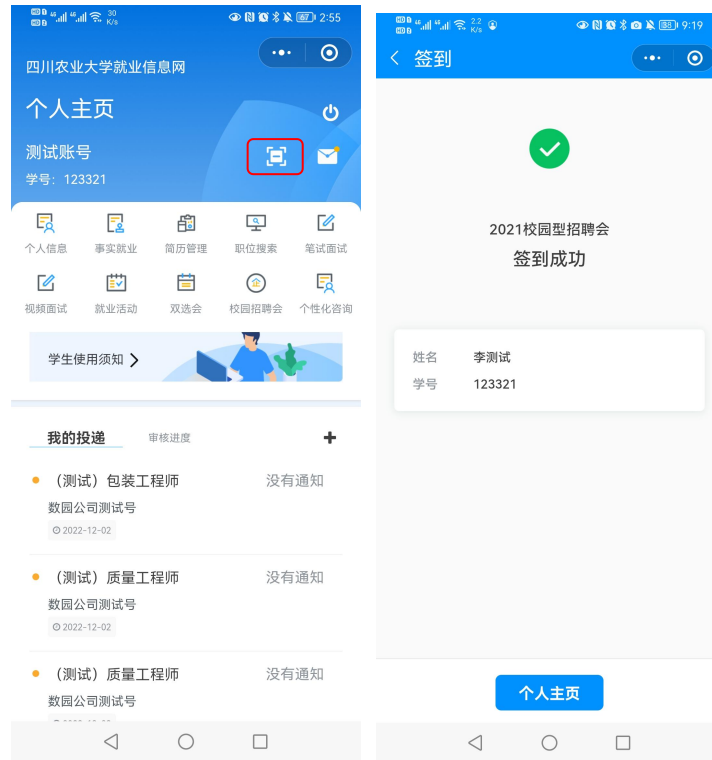 HD B 4G 4G 30 K/s 67 2:55
四川农业大学就业信息网
个人主页
测试账号
学号: 123321
个人信息 事实就业 简历管理 职位搜索 笔试面试
视频面试 就业活动 双选会 校园招聘会 个性化咨询
学生使用须知
我的投递 审核进度
(测试) 包装工程师 没有通知
数园公司测试号
2022-12-02
(测试) 质量工程师 没有通知
数园公司测试号
2022-12-02
(测试) 质量工程师 没有通知
数园公司测试号
2.2 K/s 88 9:19
签到
2021校园型招聘会
签到成功
姓名 李测试
学号 123321
个人主页